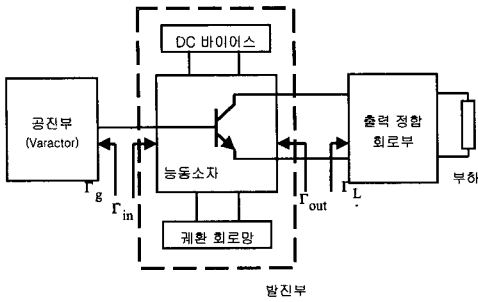 DC 바이어스
공진부
(Varactor)
출력 정합
회로부
능동소자
Γg
Γin
Γout
ΓL
부하
궤환 회로망
발진부